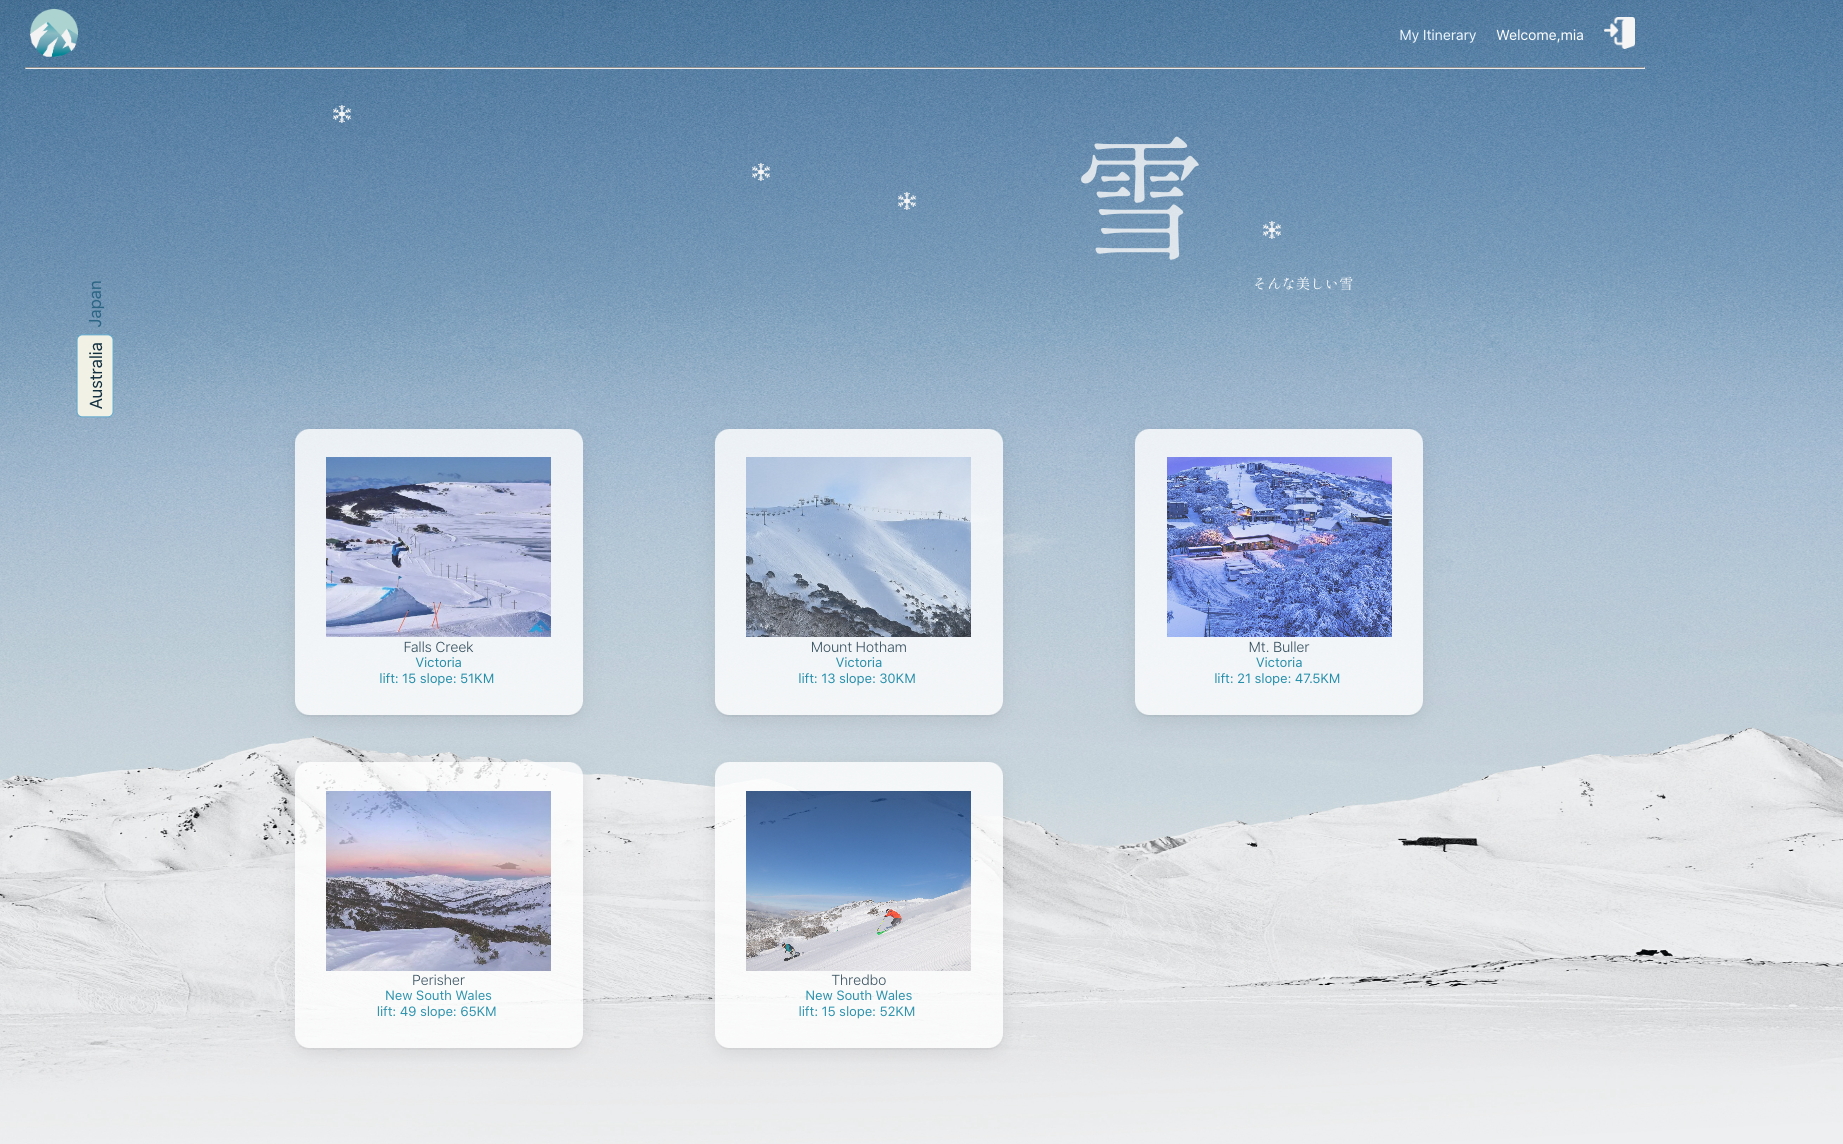 My Itinerary
Welcome,mia
雪
そんな美しい雪
Japan
Australia
Falls Creek
Victoria
lift: 15 slope: 51KM
Mount Hotham
Victoria
lift: 13 slope: 30KM
Mt. Buller
Victoria
lift: 21 slope: 47.5KM
Perisher
New South Wales
lift: 49 slope: 65KM
Thredbo
New South Wales
lift: 15 slope: 52KM